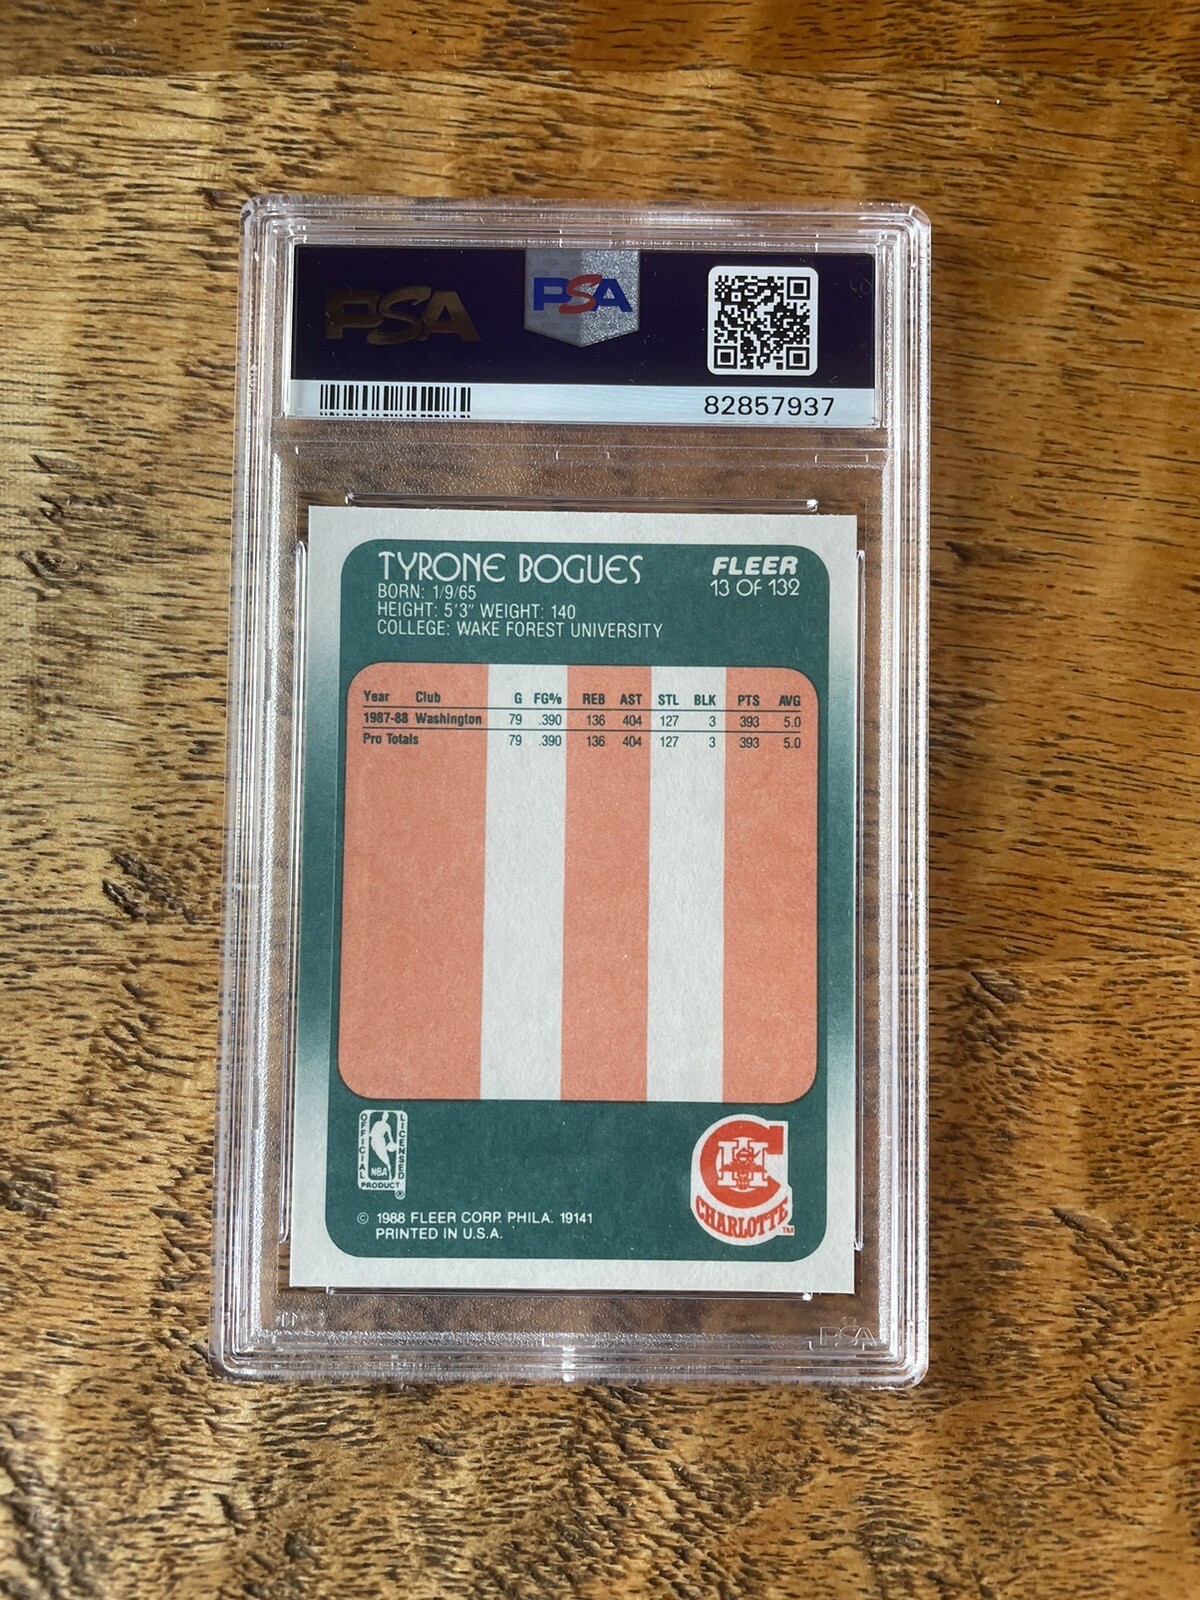 PSA
PSA
82857937
TYRONE BOGUES
FLEER
13 OF 132
BORN: 1/9/65
HEIGHT: 5'3" WEIGHT: 140
COLLEGE: WAKE FOREST UNIVERSITY
Year Club G FG% REB AST STL BLK PTS AVG
1987-88 Washington 79 .390 136 404 127 3 393 5.0
Pro Totals 79 .390 136 404 127 3 393 5.0
OFFICIAL
LICENSED
NBA
PRODUCT ®
CH
CHARLOTTE TM
© 1988 FLEER CORP. PHILA. 19141
PRINTED IN U.S.A.
PSA